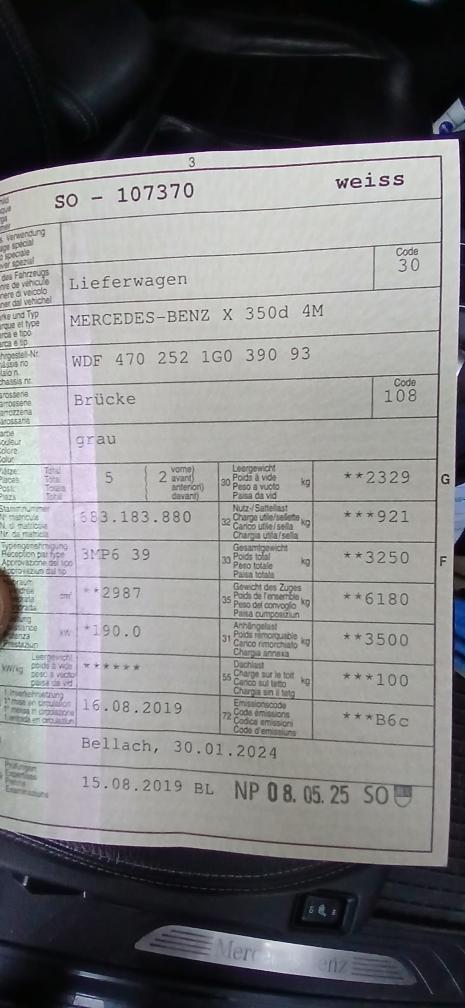 3
SO - 107370 weiss
Verwendung
Code
Lieferwagen 30
MERCEDES-BENZ X 350d 4M
WDF 470 252 1G0 390 93
Code
Brücke 108
grau
5 2 vorne) avant) anteriori) davant) 30 Leergewicht Poids à vide Peso a vuoto Paisa da vid kg **2329 G
683.183.880 32 Nutz-/Sattellast Charge utile/sellette Carico utile/sella Chargia utila/sella kg ***921
3MP6 39 33 Gesamtgewicht Poids total Peso totale Paisa totala kg **3250 F
cm³ **2987 35 Gewicht des Zuges Poids de l'ensemble Peso del convoglio Paisa cumposiziun kg **6180
kW *190.0 31 Anhängelast Poids remorquable Carico rimorchiato Chargia annexa kg **3500
kW/kg ****** 55 Dachlast Charge sur le toit Carico sul tetto Chargia sin il tetg kg ***100
16.08.2019 72 Emissionscode Code émissions Codice emissioni Code d'emissiuns ***B6c
Bellach, 30.01.2024
15.08.2019 BL NP 08.05.25 SO